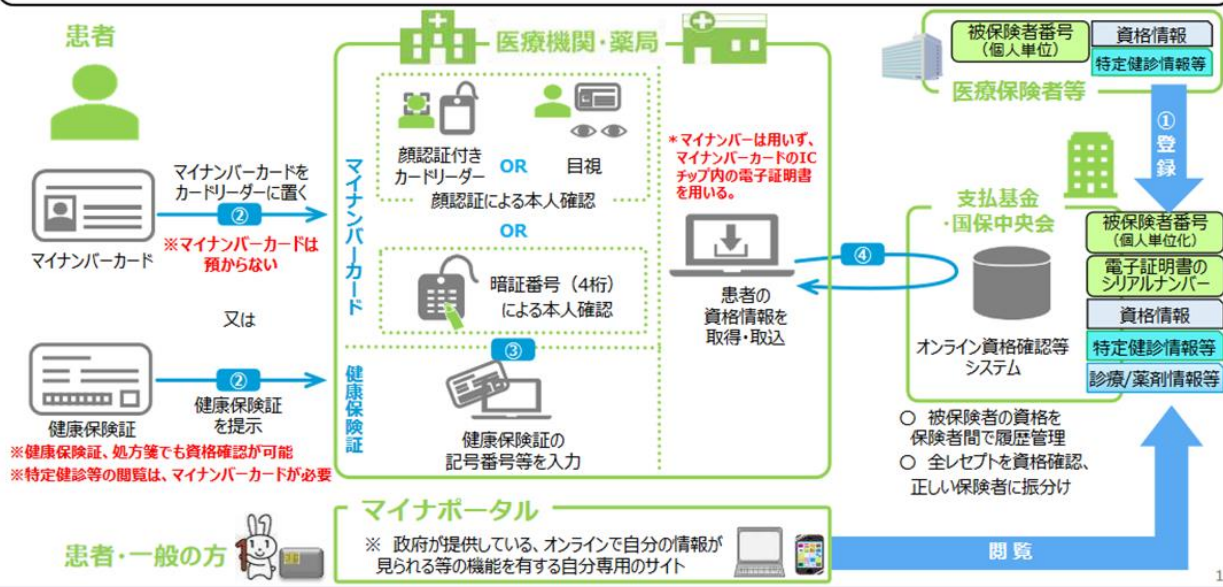 患者
マイナンバーカードを
カードリーダーに置く
②
※マイナンバーカードは
預からない
マイナンバーカード
又は
②
健康保険証
を提示
健康保険証
※健康保険証、処方箋でも資格確認が可能
※特定健診等の閲覧は、マイナンバーカードが必要
医療機関・薬局
マイナンバーカード
顔認証付き
カードリーダー
OR
目視
顔認証による本人確認
OR
暗証番号（4桁）
による本人確認
③
健康保険証
健康保険証の
記号番号等を入力
＊マイナンバーは用いず、
マイナンバーカードのIC
チップ内の電子証明書
を用いる。
患者の
資格情報を
取得・取込
④
被保険者番号
（個人単位）
資格情報
特定健診情報等
医療保険者等
①登録
支払基金
・国保中央会
オンライン資格確認等
システム
被保険者番号
（個人単位化）
電子証明書の
シリアルナンバー
資格情報
特定健診情報等
診療/薬剤情報等
○ 被保険者の資格を
保険者間で履歴管理
○ 全レセプトを資格確認、
正しい保険者に振分け
患者・一般の方
マイナポータル
※ 政府が提供している、オンラインで自分の情報が
見られる等の機能を有する自分専用のサイト
閲覧
1